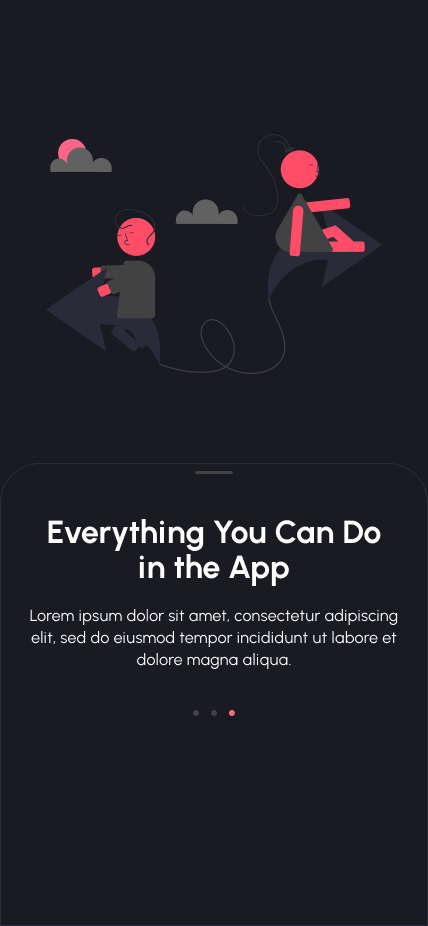 Everything You Can Do
in the App
Lorem ipsum dolor sit amet, consectetur adipiscing
elit, sed do eiusmod tempor incididunt ut labore et
dolore magna aliqua.